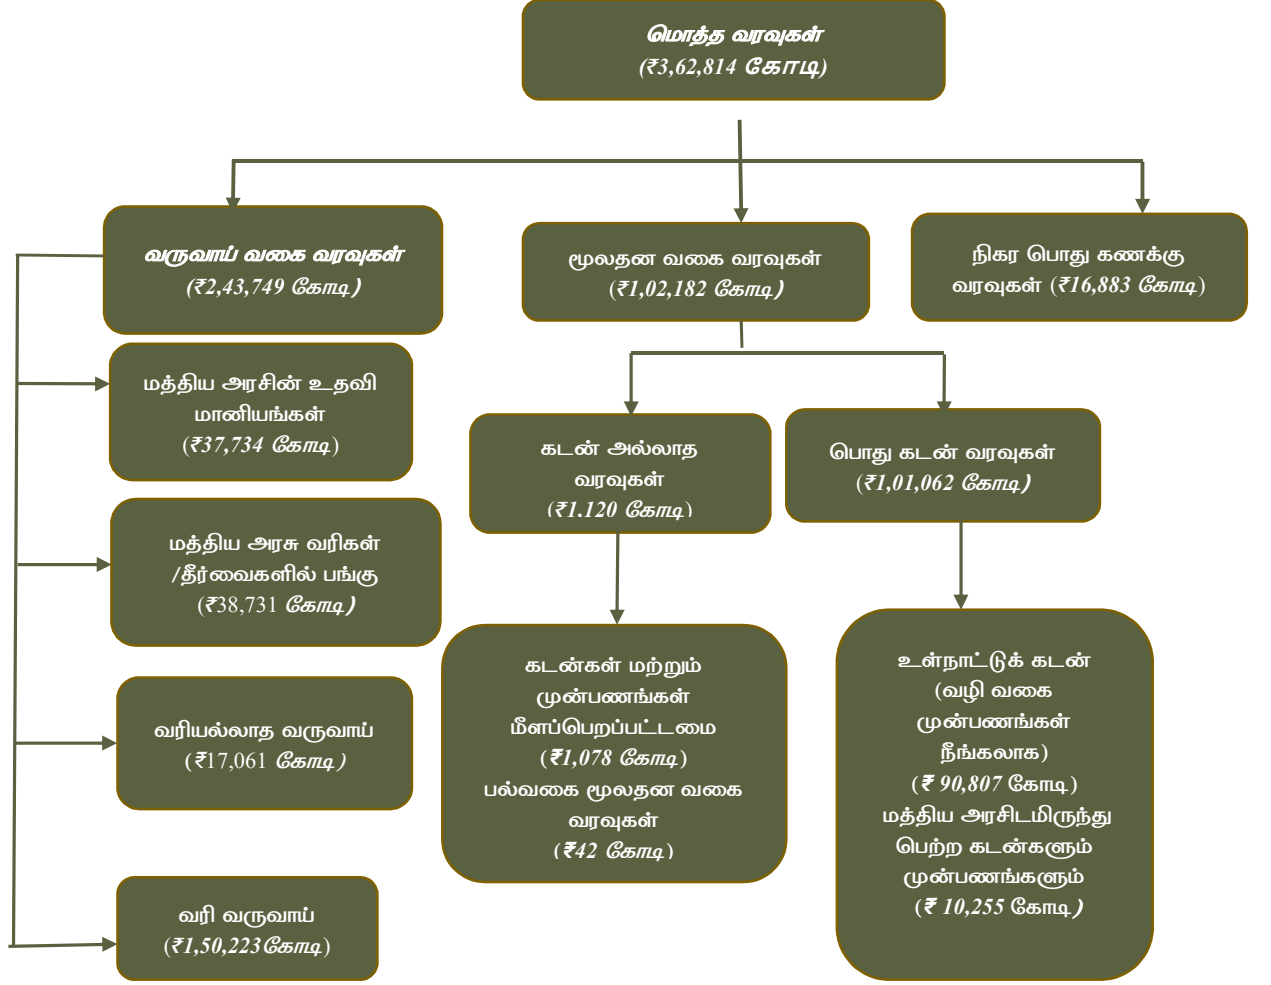 மொத்த வரவுகள்
(₹3,62,814 கோடி)
வருவாய் வகை வரவுகள்
(₹2,43,749 கோடி)
மூலதன வகை வரவுகள்
(₹1,02,182 கோடி)
நிகர பொது கணக்கு
வரவுகள் (₹16,883 கோடி)
மத்திய அரசின் உதவி
மானியங்கள்
(₹37,734 கோடி)
மத்திய அரசு வரிகள்
/தீர்வைகளில் பங்கு
(₹38,731 கோடி)
வரியல்லாத வருவாய்
(₹17,061 கோடி)
வரி வருவாய்
(₹1,50,223கோடி)
கடன் அல்லாத
வரவுகள்
(₹1.120 கோடி)
பொது கடன் வரவுகள்
(₹1,01,062 கோடி)
கடன்கள் மற்றும்
முன்பணங்கள்
மீளப்பெறப்பட்டமை
(₹1,078 கோடி)
பல்வகை மூலதன வகை
வரவுகள்
(₹42 கோடி)
உள்நாட்டுக் கடன்
(வழி வகை
முன்பணங்கள்
நீங்கலாக)
(₹ 90,807 கோடி)
மத்திய அரசிடமிருந்து
பெற்ற கடன்களும்
முன்பணங்களும்
(₹ 10,255 கோடி)